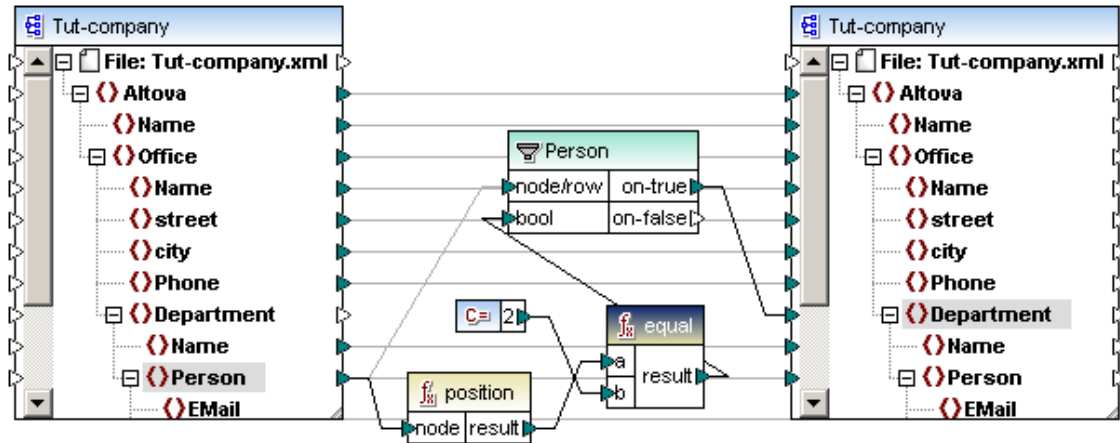 Tut-company
File: Tut-company.xml
Altova
Name
Office
Name
street
city
Phone
Department
Name
Person
EMail
Person
node/row on-true
bool on-false
C= 2
fx equal
a
result
b
fx position
node result
Tut-company
File: Tut-company.xml
Altova
Name
Office
Name
street
city
Phone
Department
Name
Person
EMail